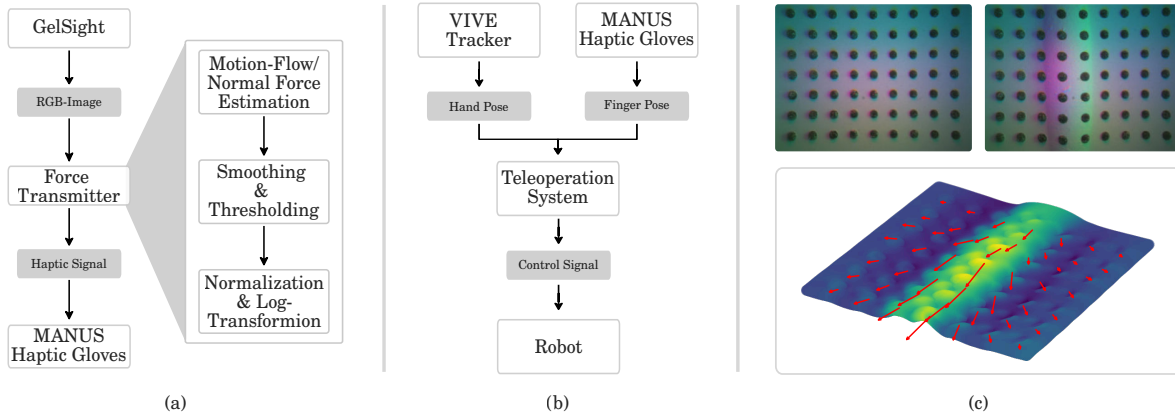 GelSight
RGB-Image
Force
Transmitter
Haptic Signal
MANUS
Haptic Gloves
Motion-Flow/
Normal Force
Estimation
Smoothing
&
Thresholding
Normalization
& Log-
Transformion
(a)
VIVE
Tracker
MANUS
Haptic Gloves
Hand Pose
Finger Pose
Teleoperation
System
Control Signal
Robot
(b)
(c)